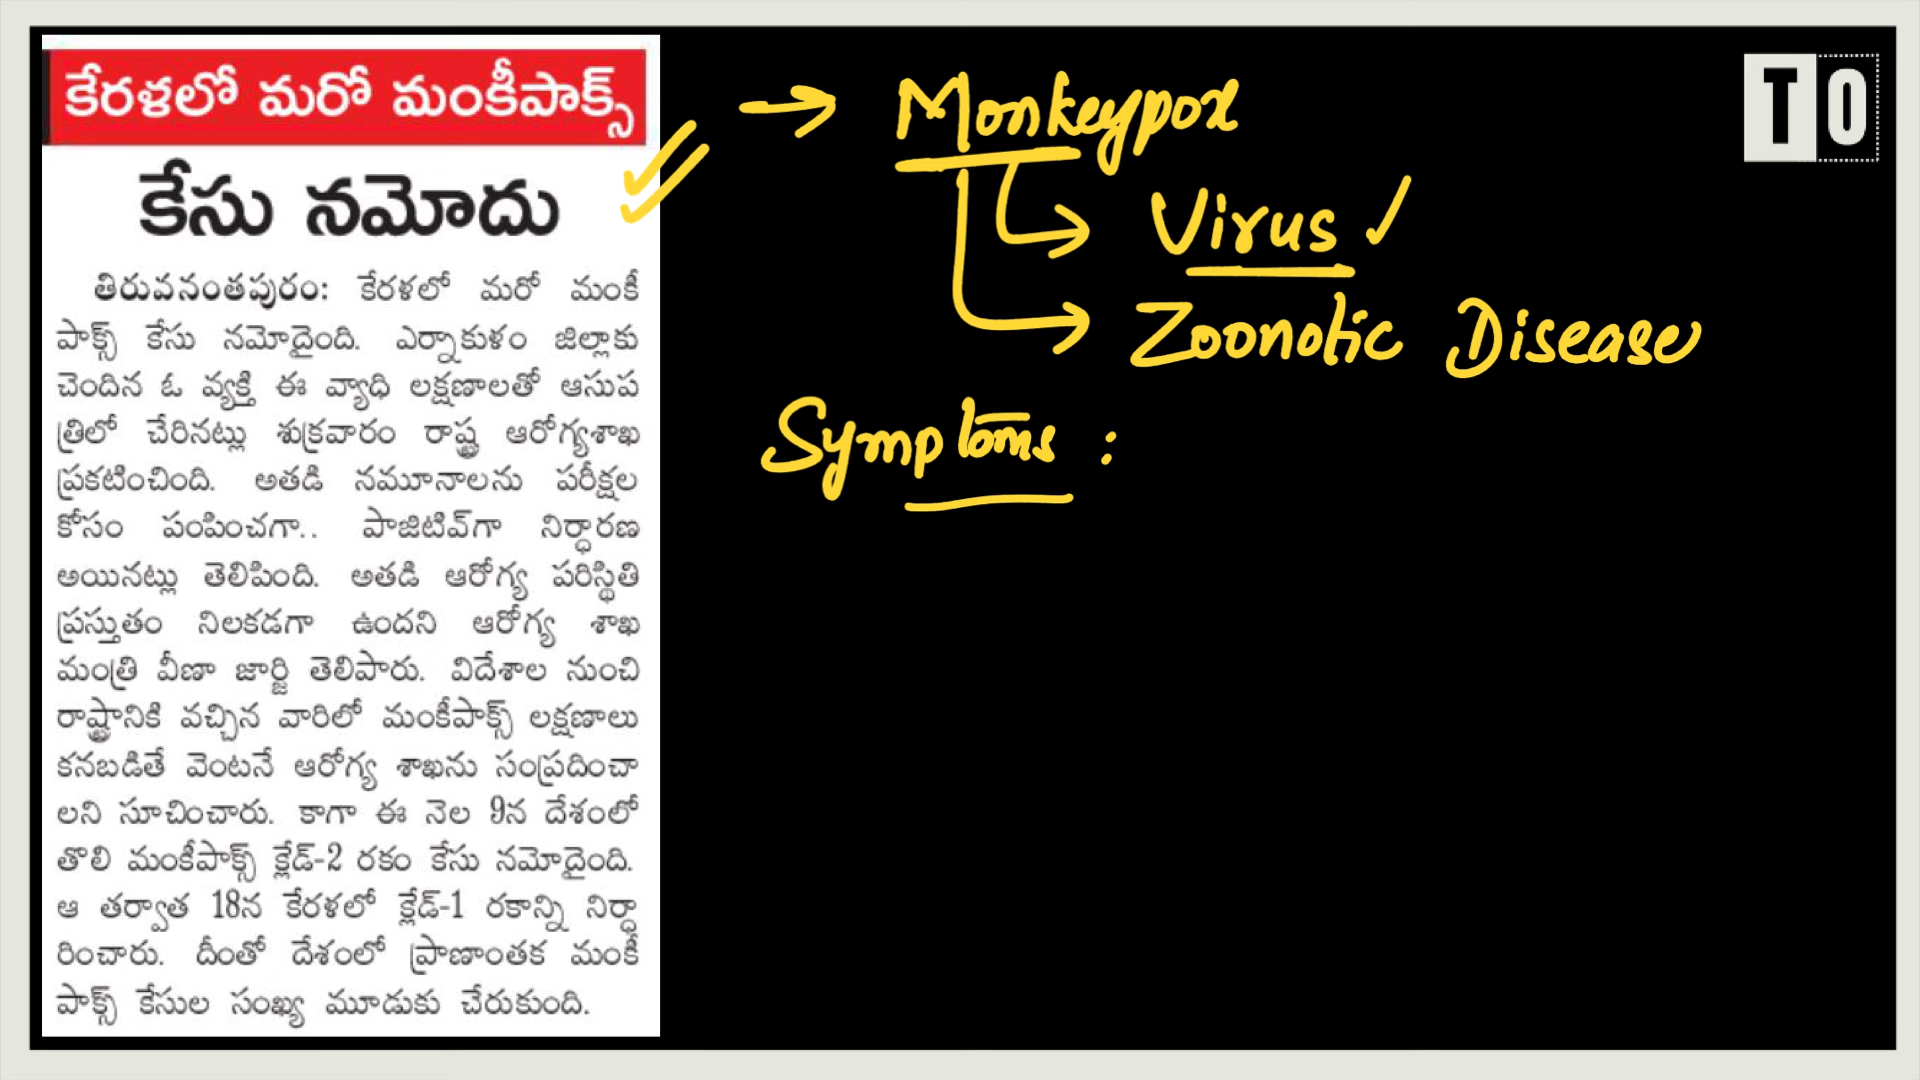 కేరళలో మరో మంకీపాక్స్
కేసు నమోదు
తిరువనంతపురం: కేరళలో మరో మంకీ
పాక్స్ కేసు నమోదైంది. ఎర్నాకుళం జిల్లాకు
చెందిన ఓ వ్యక్తి ఈ వ్యాధి లక్షణాలతో ఆసుప
త్రిలో చేరినట్లు శుక్రవారం రాష్ట్ర ఆరోగ్యశాఖ
ప్రకటించింది. అతడి నమూనాలను పరీక్షల
కోసం పంపించగా.. పాజిటివ్‌గా నిర్ధారణ
అయినట్లు తెలిపింది. అతడి ఆరోగ్య పరిస్థితి
ప్రస్తుతం నిలకడగా ఉందని ఆరోగ్య శాఖ
మంత్రి వీణా జార్జి తెలిపారు. విదేశాల నుంచి
రాష్ట్రానికి వచ్చిన వారిలో మంకీపాక్స్ లక్షణాలు
కనబడితే వెంటనే ఆరోగ్య శాఖను సంప్రదించా
లని సూచించారు. కాగా ఈ నెల 9న దేశంలో
తొలి మంకీపాక్స్ క్లేడ్-2 రకం కేసు నమోదైంది.
ఆ తర్వాత 18న కేరళలో క్లేడ్-1 రకాన్ని నిర్ధా
రించారు. దీంతో దేశంలో ప్రాణాంతక మంకీ
పాక్స్ కేసుల సంఖ్య మూడుకు చేరుకుంది.
Monkeypox
Virus
Zoonotic Disease
Symptoms :
TO